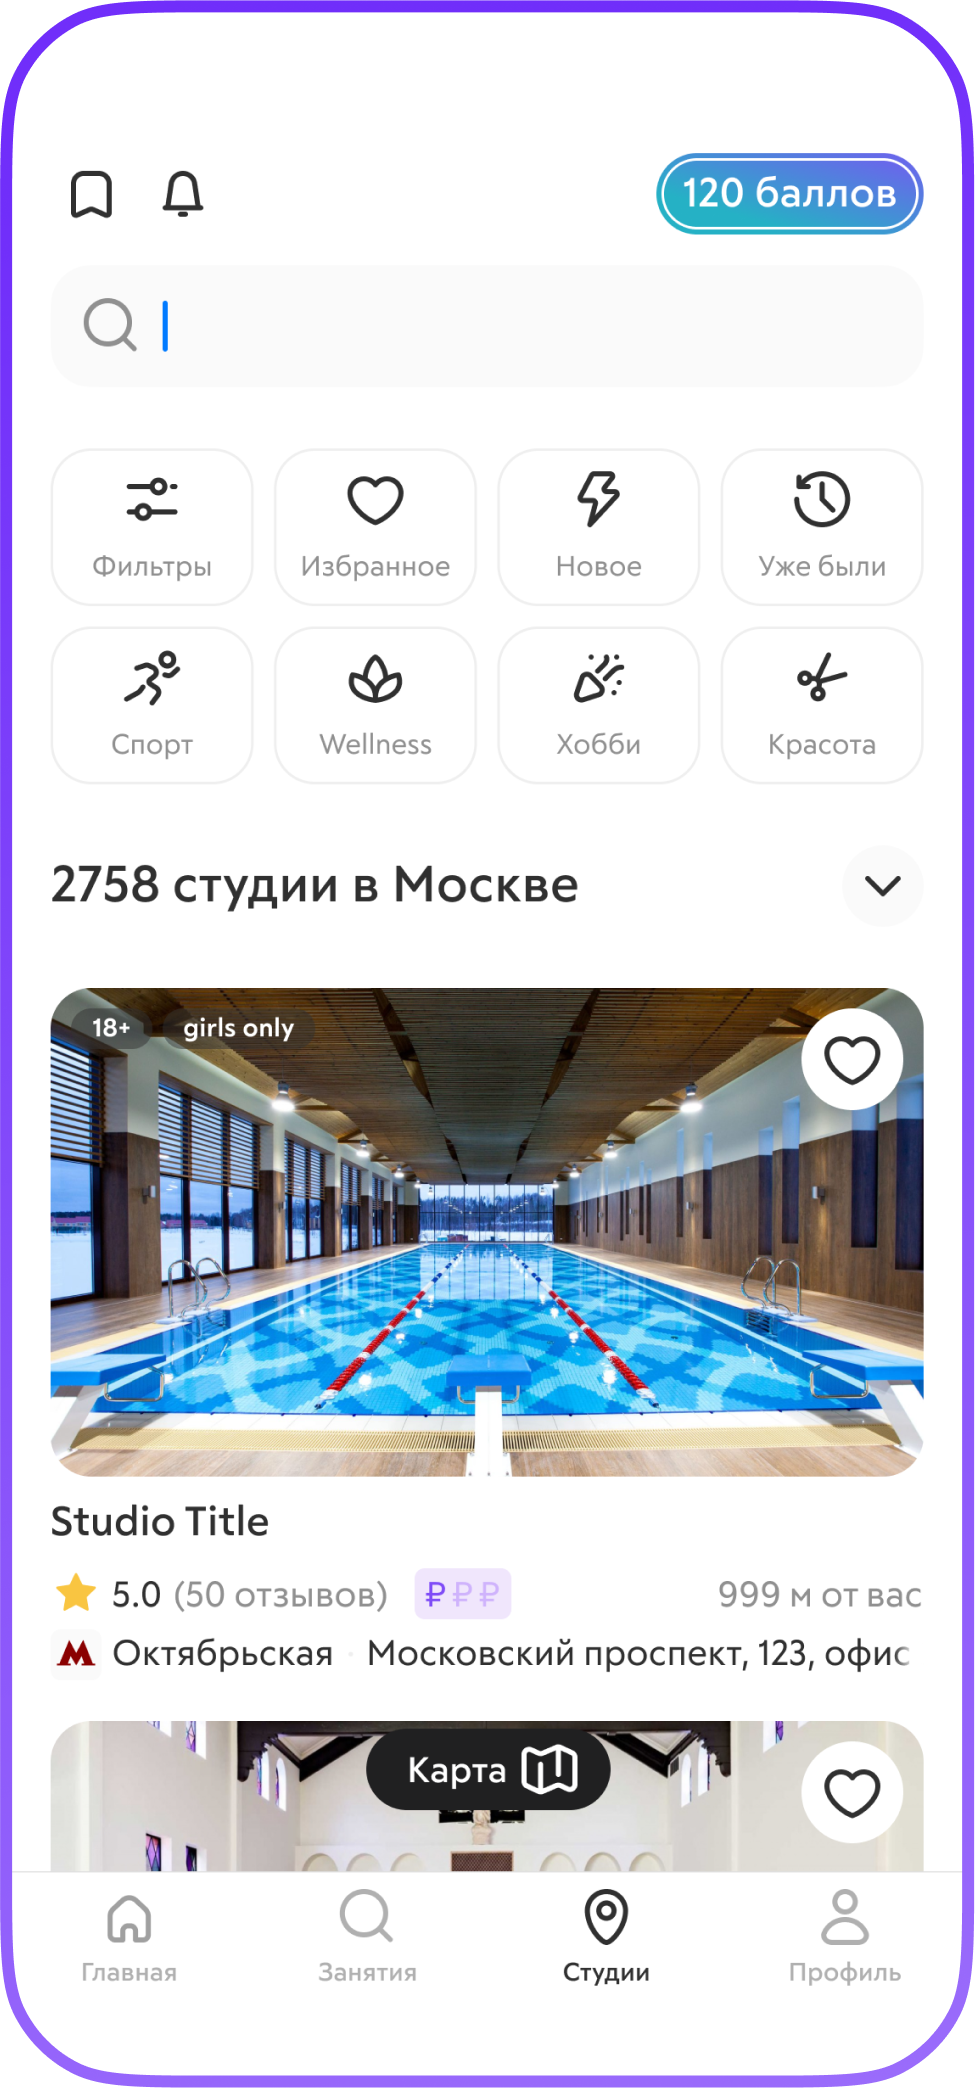 120 баллов
Фильтры
Избранное
Новое
Уже были
Спорт
Wellness
Хобби
Красота
2758 студии в Москве
18+
girls only
Studio Title
5.0 (50 отзывов) ₽₽₽ 999 м от вас
М Октябрьская · Московский проспект, 123, офис
Карта
Главная
Занятия
Студии
Профиль